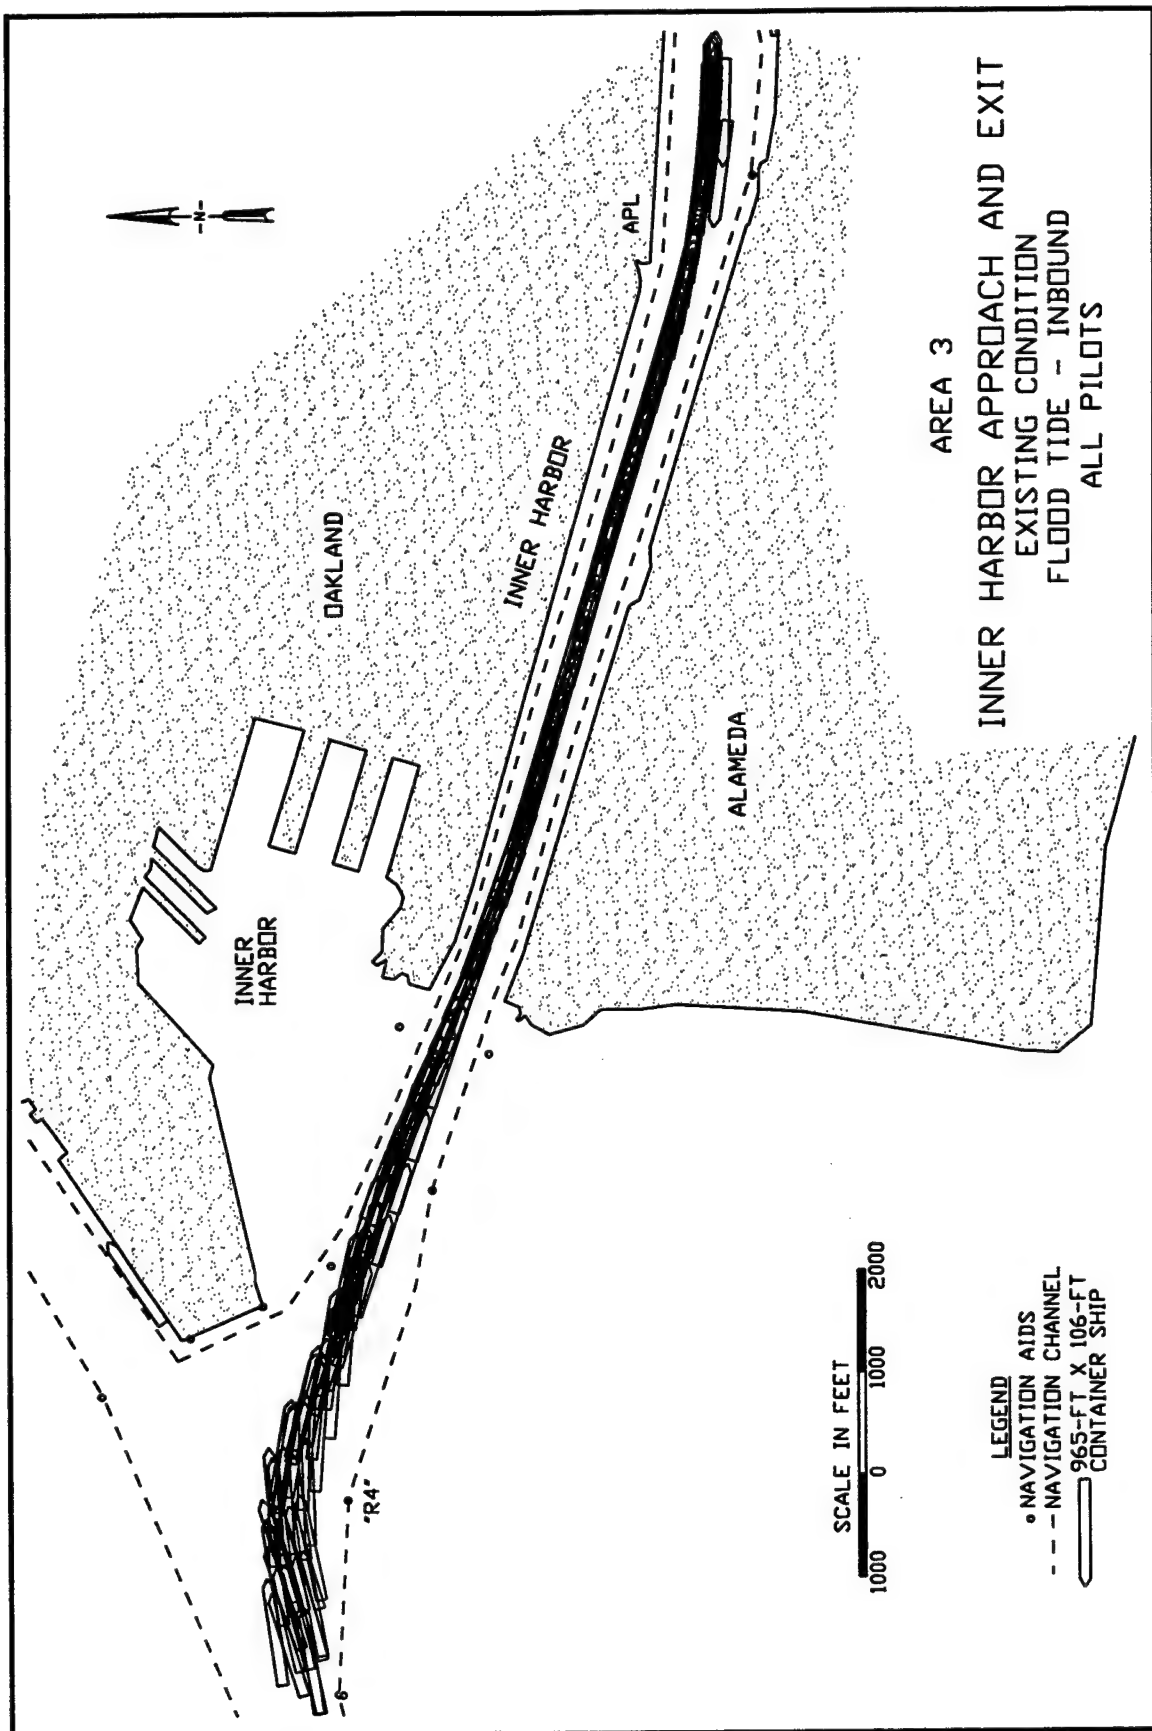 -N-
APL
OAKLAND
INNER HARBOR
INNER
HARBOR
ALAMEDA
"R4"
6
AREA 3
INNER HARBOR APPROACH AND EXIT
EXISTING CONDITION
FLOOD TIDE - INBOUND
ALL PILOTS
SCALE IN FEET
1000 0 1000 2000
LEGEND
NAVIGATION AIDS
NAVIGATION CHANNEL
965-FT X 106-FT
CONTAINER SHIP